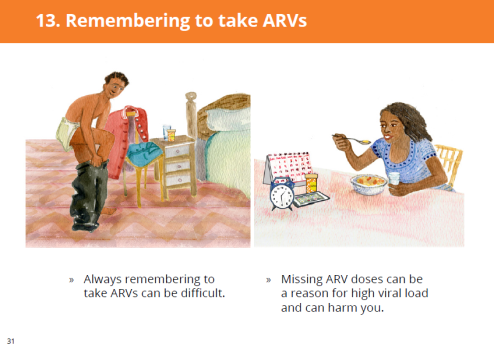 13. Remembering to take ARVs
» Always remembering to
take ARVs can be difficult.
» Missing ARV doses can be
a reason for high viral load
and can harm you.
31